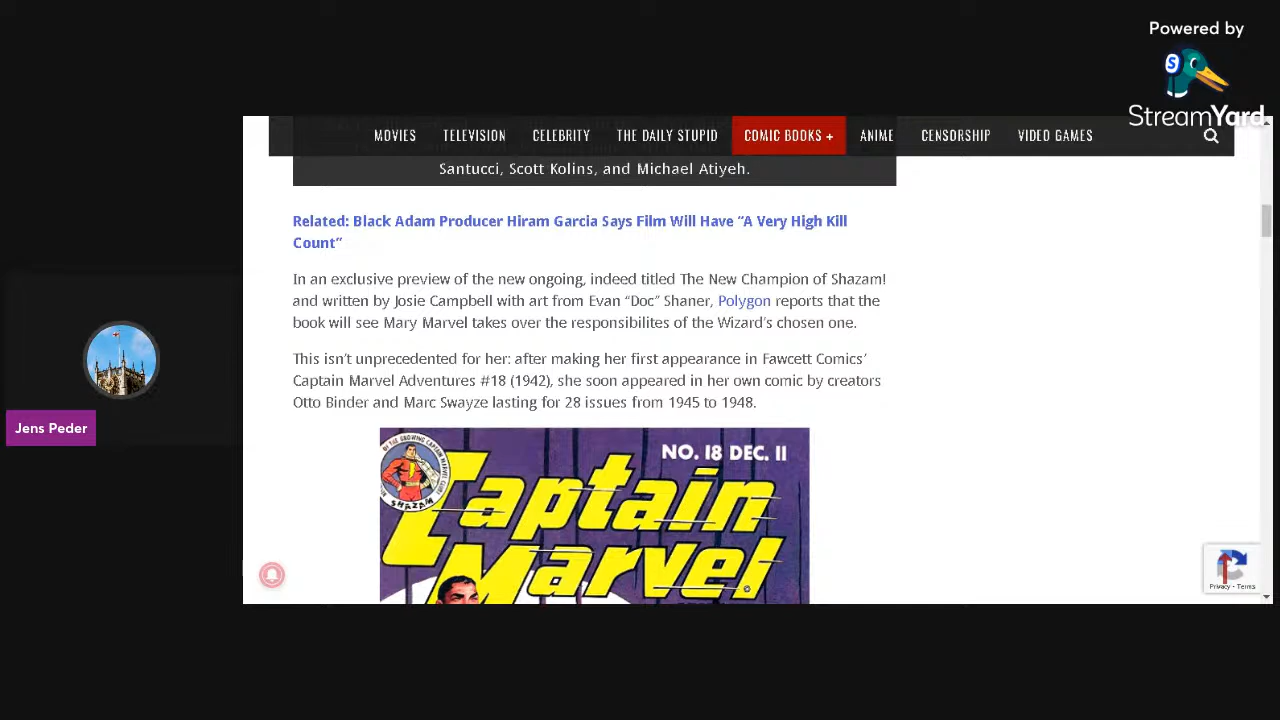 Powered by
S
StreamYard
MOVIES TELEVISION CELEBRITY THE DAILY STUPID COMIC BOOKS + ANIME CENSORSHIP VIDEO GAMES
Santucci, Scott Kolins, and Michael Atiyeh.
Related: Black Adam Producer Hiram Garcia Says Film Will Have “A Very High Kill
Count”
In an exclusive preview of the new ongoing, indeed titled The New Champion of Shazam!
and written by Josie Campbell with art from Evan “Doc” Shaner, Polygon reports that the
book will see Mary Marvel takes over the responsibilites of the Wizard’s chosen one.
This isn’t unprecedented for her: after making her first appearance in Fawcett Comics’
Captain Marvel Adventures #18 (1942), she soon appeared in her own comic by creators
Otto Binder and Marc Swayze lasting for 28 issues from 1945 to 1948.
Jens Peder
NO. 18 DEC. 11
SHAZAM
Captain
Marvel
Privacy - Terms